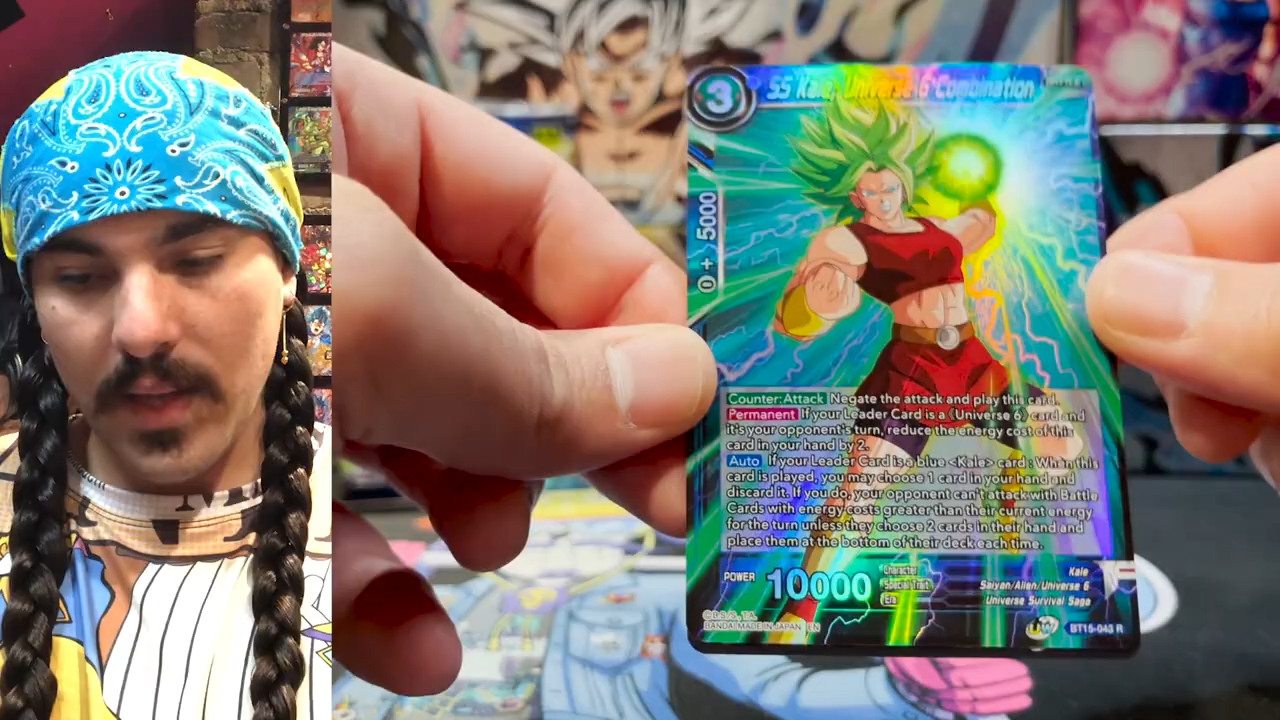 3
SS Kale, Universe 6 Combination
0 + 5000
Counter: Attack Negate the attack and play this card.
Permanent If your Leader Card is a 《Universe 6》 card and
it's your opponent's turn, reduce the energy cost of this
card in your hand by 2.
Auto If your Leader Card is a blue <Kale> card : When this
card is played, you may choose 1 card in your hand and
discard it. If you do, your opponent can't attack with Battle
Cards with energy costs greater than their current energy
for the turn unless they choose 2 cards in their hand and
place them at the bottom of their deck each time.
POWER 10000
Character Kale
Special Trait Saiyan/Alien/Universe 6
Era Universe Survival Saga
©B.S/S., T.A.
BANDAI MADE IN JAPAN EN
UW
BT15-043 R